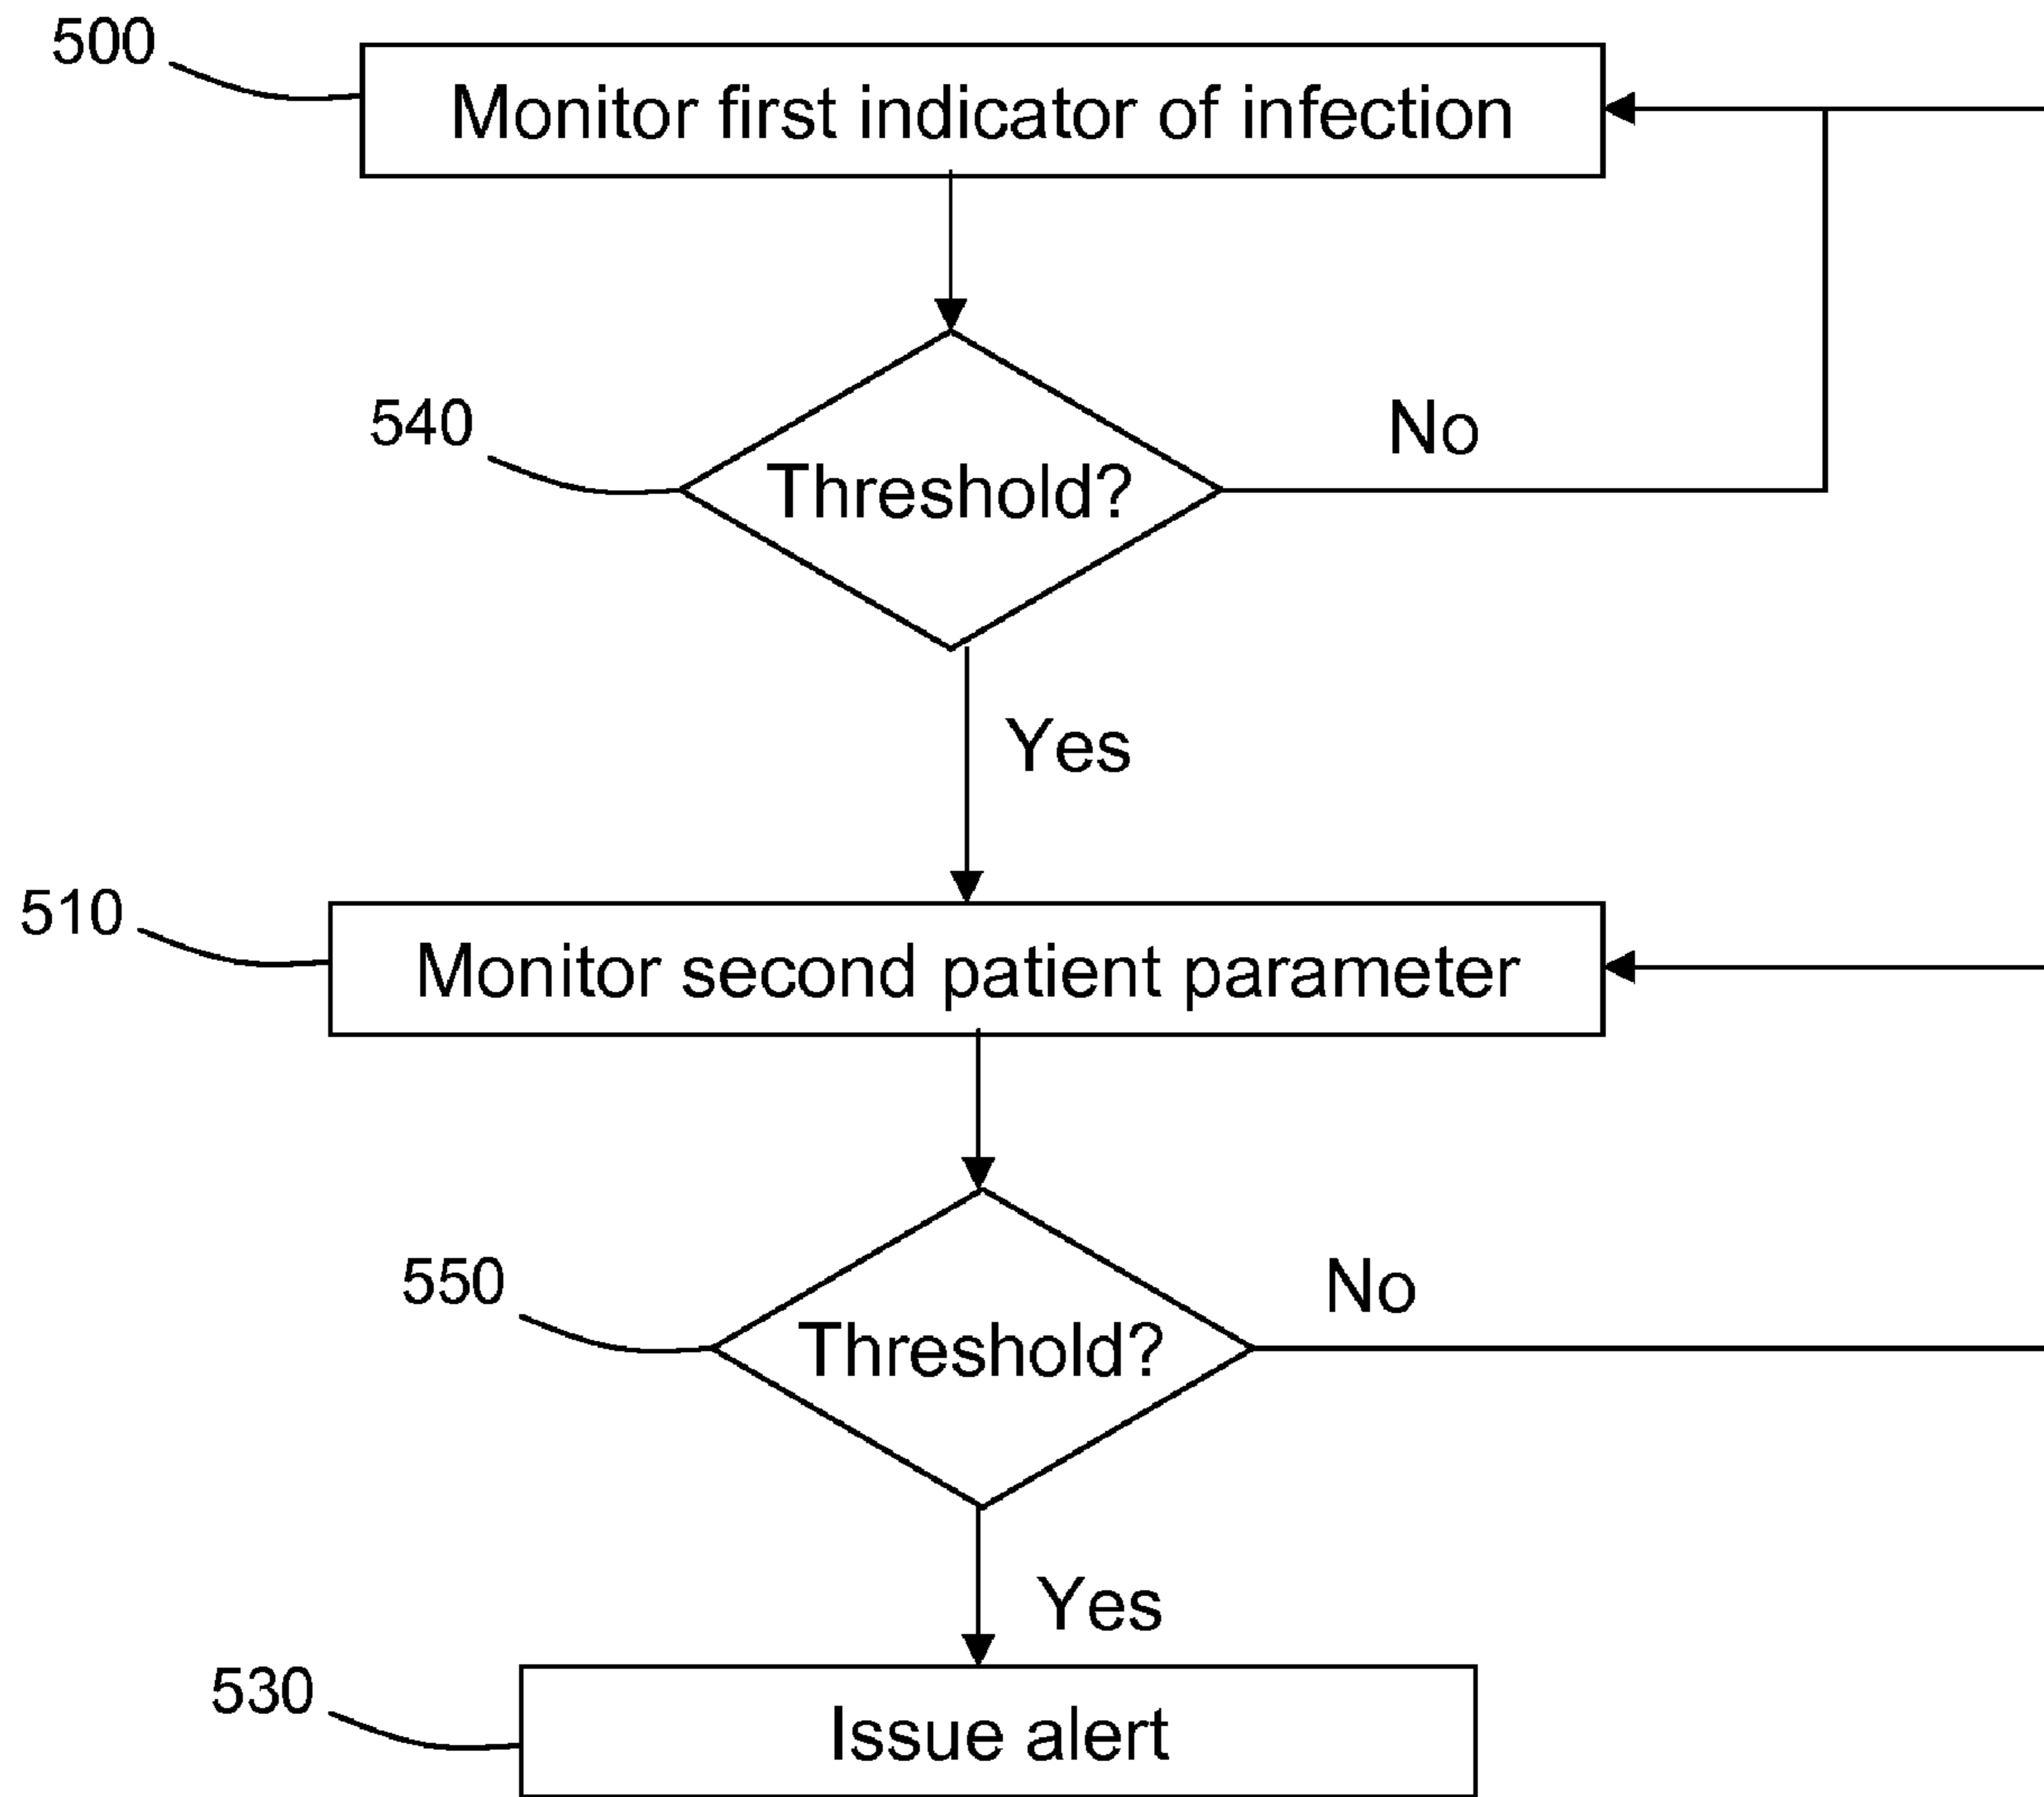 500
Monitor first indicator of infection
540
Threshold?
No
Yes
510
Monitor second patient parameter
550
Threshold?
No
Yes
530
Issue alert